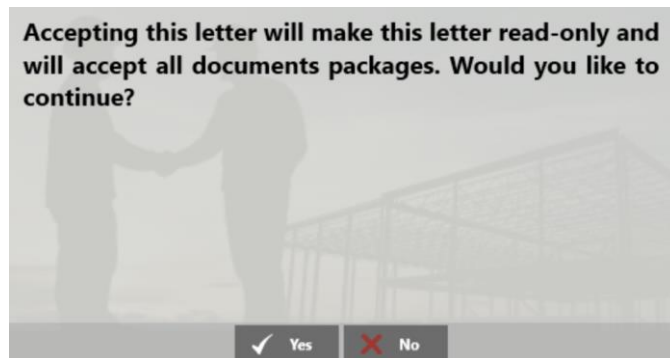 Accepting this letter will make this letter read-only and
will accept all documents packages. Would you like to
continue?
Yes
No